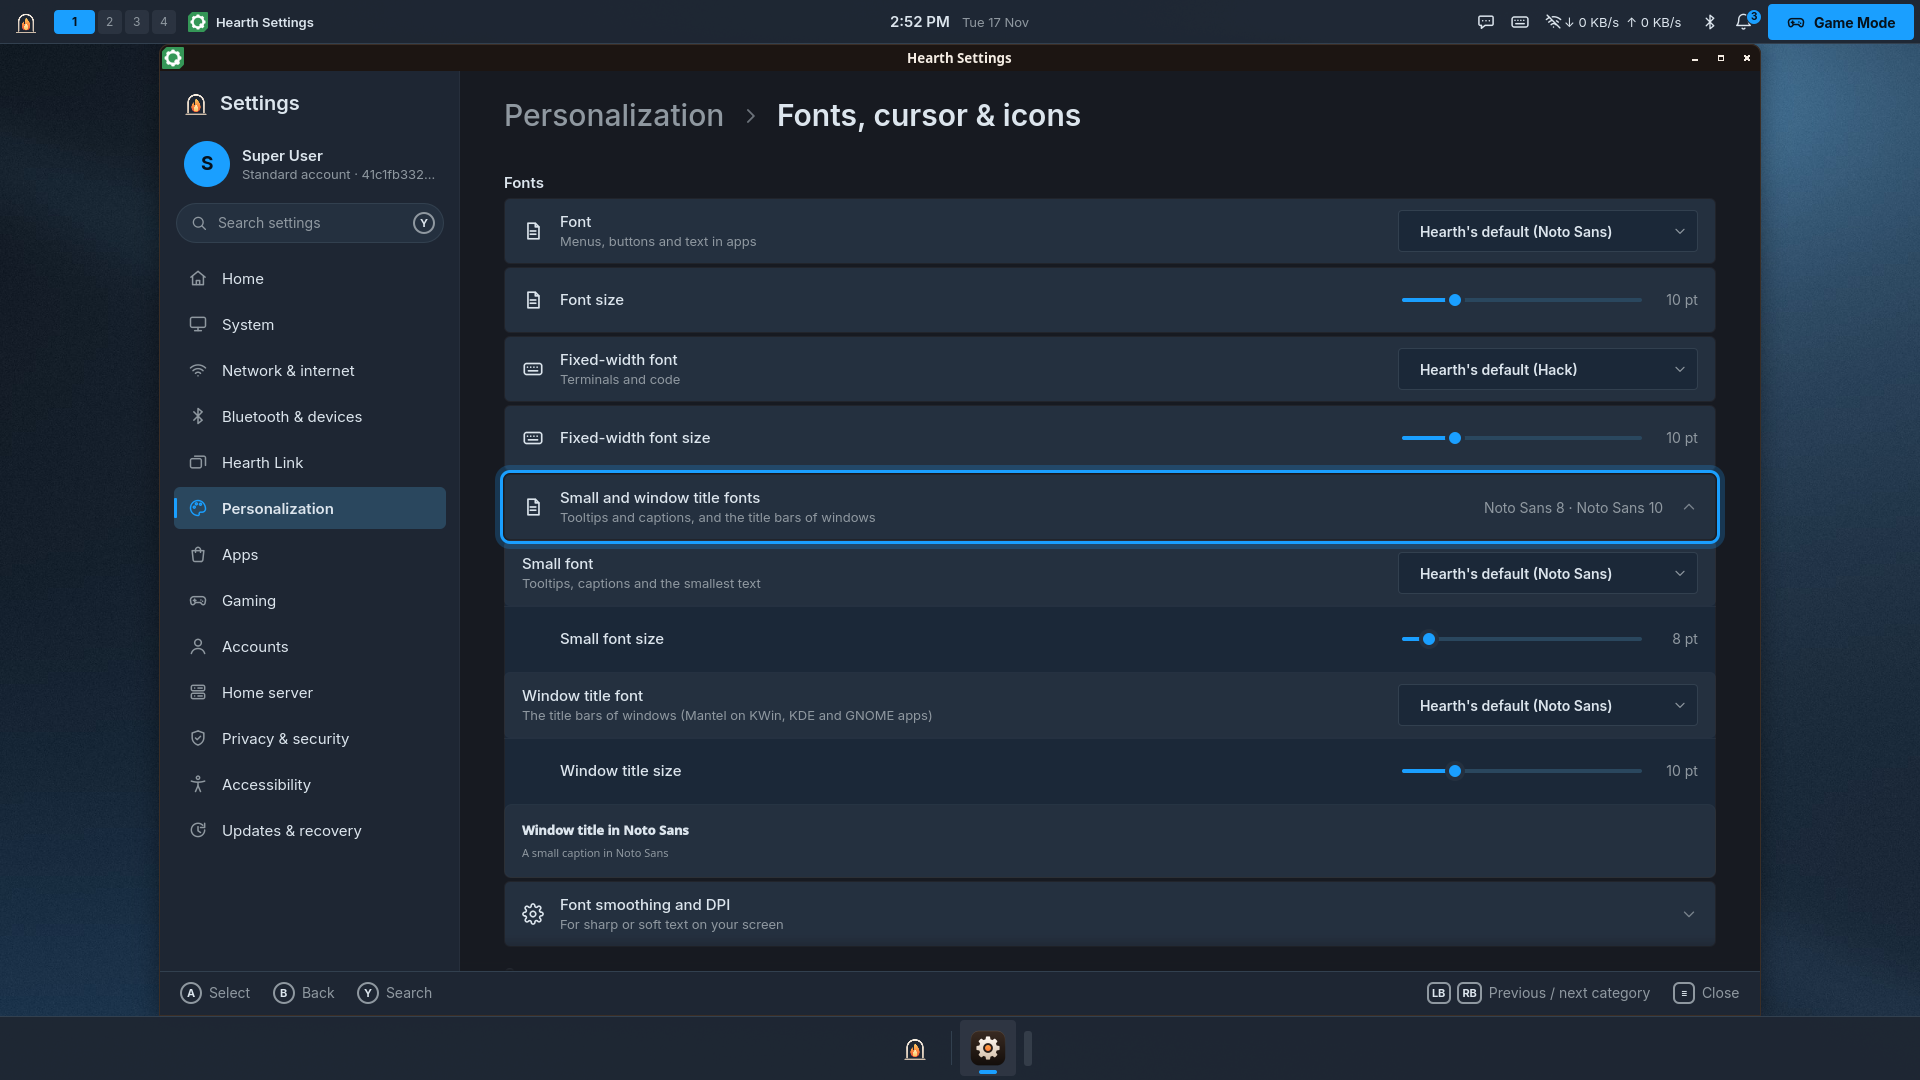 1 2 3 4 Hearth Settings
2:52 PM Tue 17 Nov
↓ 0 KB/s ↑ 0 KB/s
3
Game Mode
Hearth Settings
Settings
S
Super User
Standard account · 41c1fb332...
Search settings Y
Home
System
Network & internet
Bluetooth & devices
Hearth Link
Personalization
Apps
Gaming
Accounts
Home server
Privacy & security
Accessibility
Updates & recovery
Personalization > Fonts, cursor & icons
Fonts
Font
Menus, buttons and text in apps
Hearth's default (Noto Sans)
Font size
10 pt
Fixed-width font
Terminals and code
Hearth's default (Hack)
Fixed-width font size
10 pt
Small and window title fonts
Tooltips and captions, and the title bars of windows
Noto Sans 8 · Noto Sans 10
Small font
Tooltips, captions and the smallest text
Hearth's default (Noto Sans)
Small font size
8 pt
Window title font
The title bars of windows (Mantel on KWin, KDE and GNOME apps)
Hearth's default (Noto Sans)
Window title size
10 pt
Window title in Noto Sans
A small caption in Noto Sans
Font smoothing and DPI
For sharp or soft text on your screen
A Select B Back Y Search
LB RB Previous / next category ≡ Close